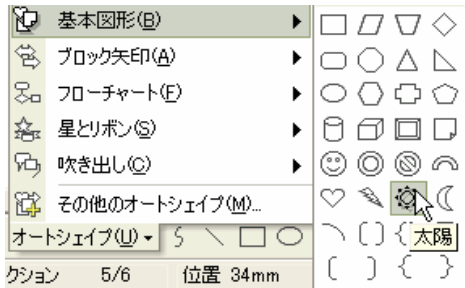 基本図形(B)
ブロック矢印(A)
フローチャート(F)
星とリボン(S)
吹き出し(C)
その他のオートシェイプ(M)...
オートシェイプ(U)
太陽
クション 5/6 位置 34mm